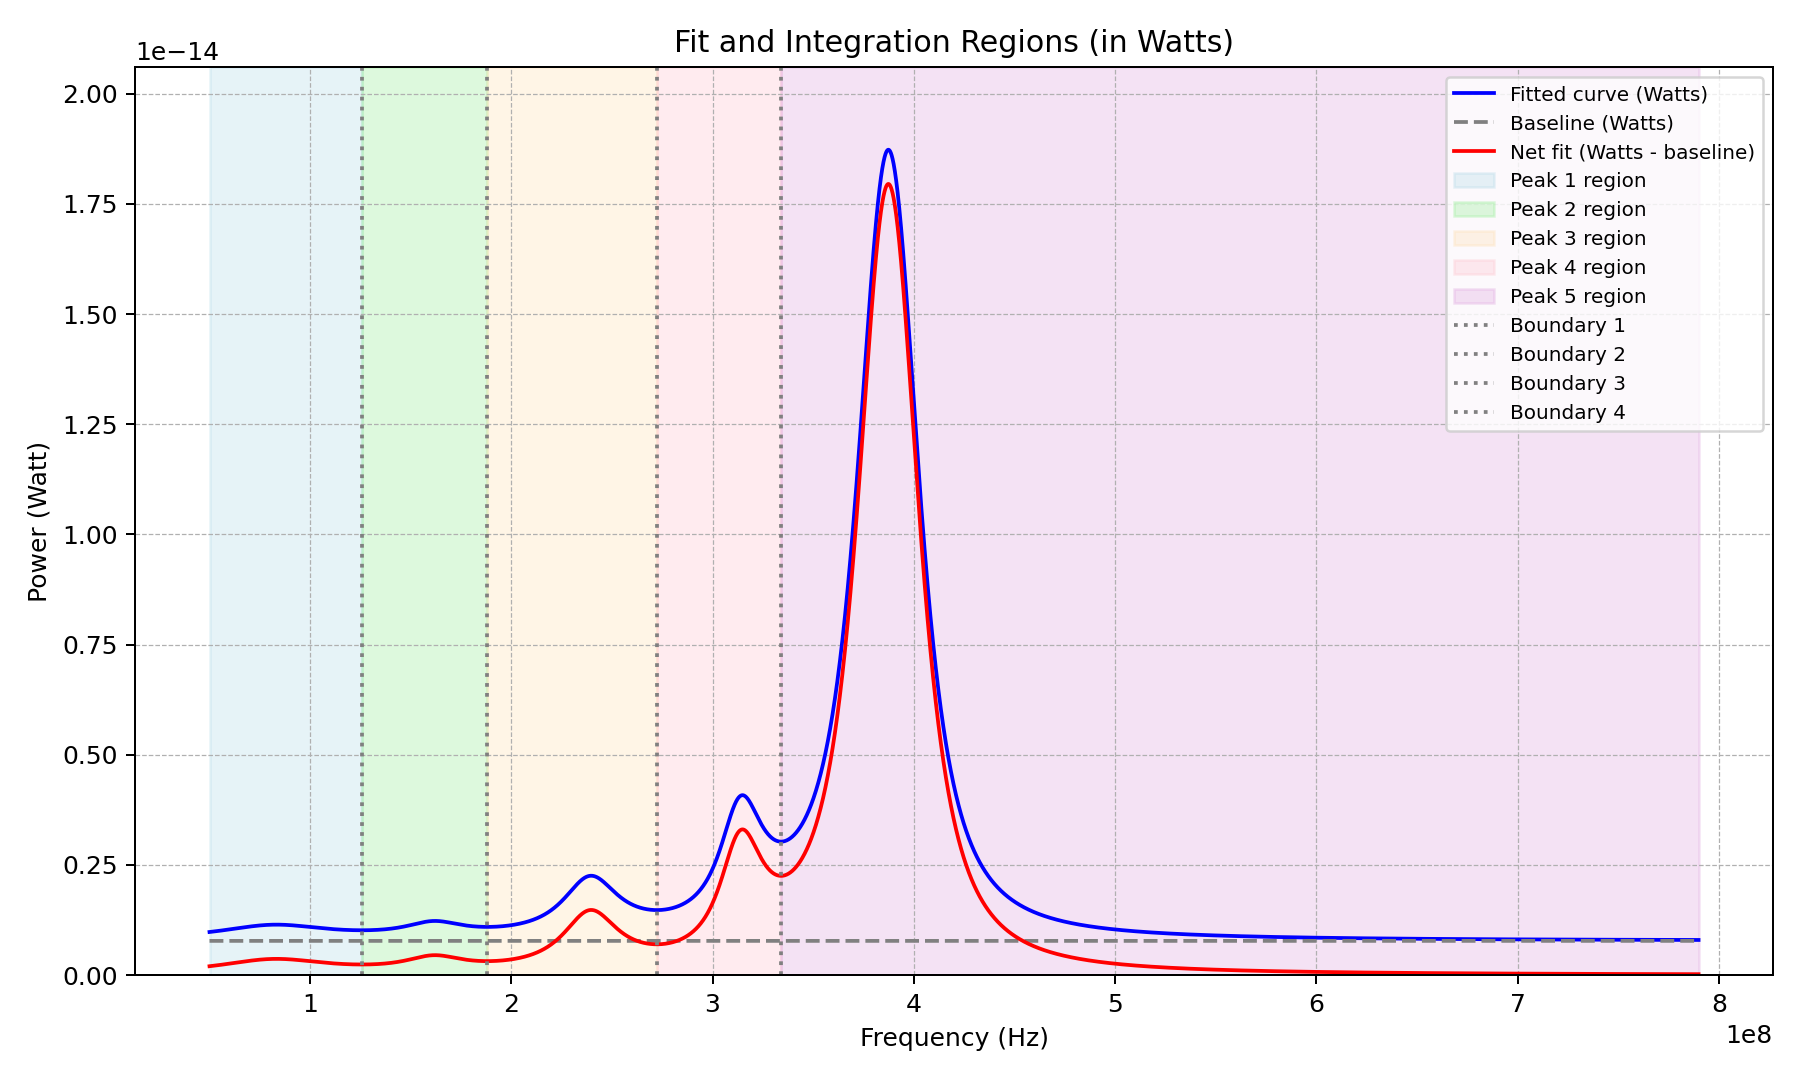 Fit and Integration Regions (in Watts)
1e−14
2.00
1.75
1.50
1.25
1.00
0.75
0.50
0.25
0.00
Power (Watt)
Fitted curve (Watts)
Baseline (Watts)
Net fit (Watts - baseline)
Peak 1 region
Peak 2 region
Peak 3 region
Peak 4 region
Peak 5 region
Boundary 1
Boundary 2
Boundary 3
Boundary 4
1 2 3 4 5 6 7 8
Frequency (Hz)
1e8